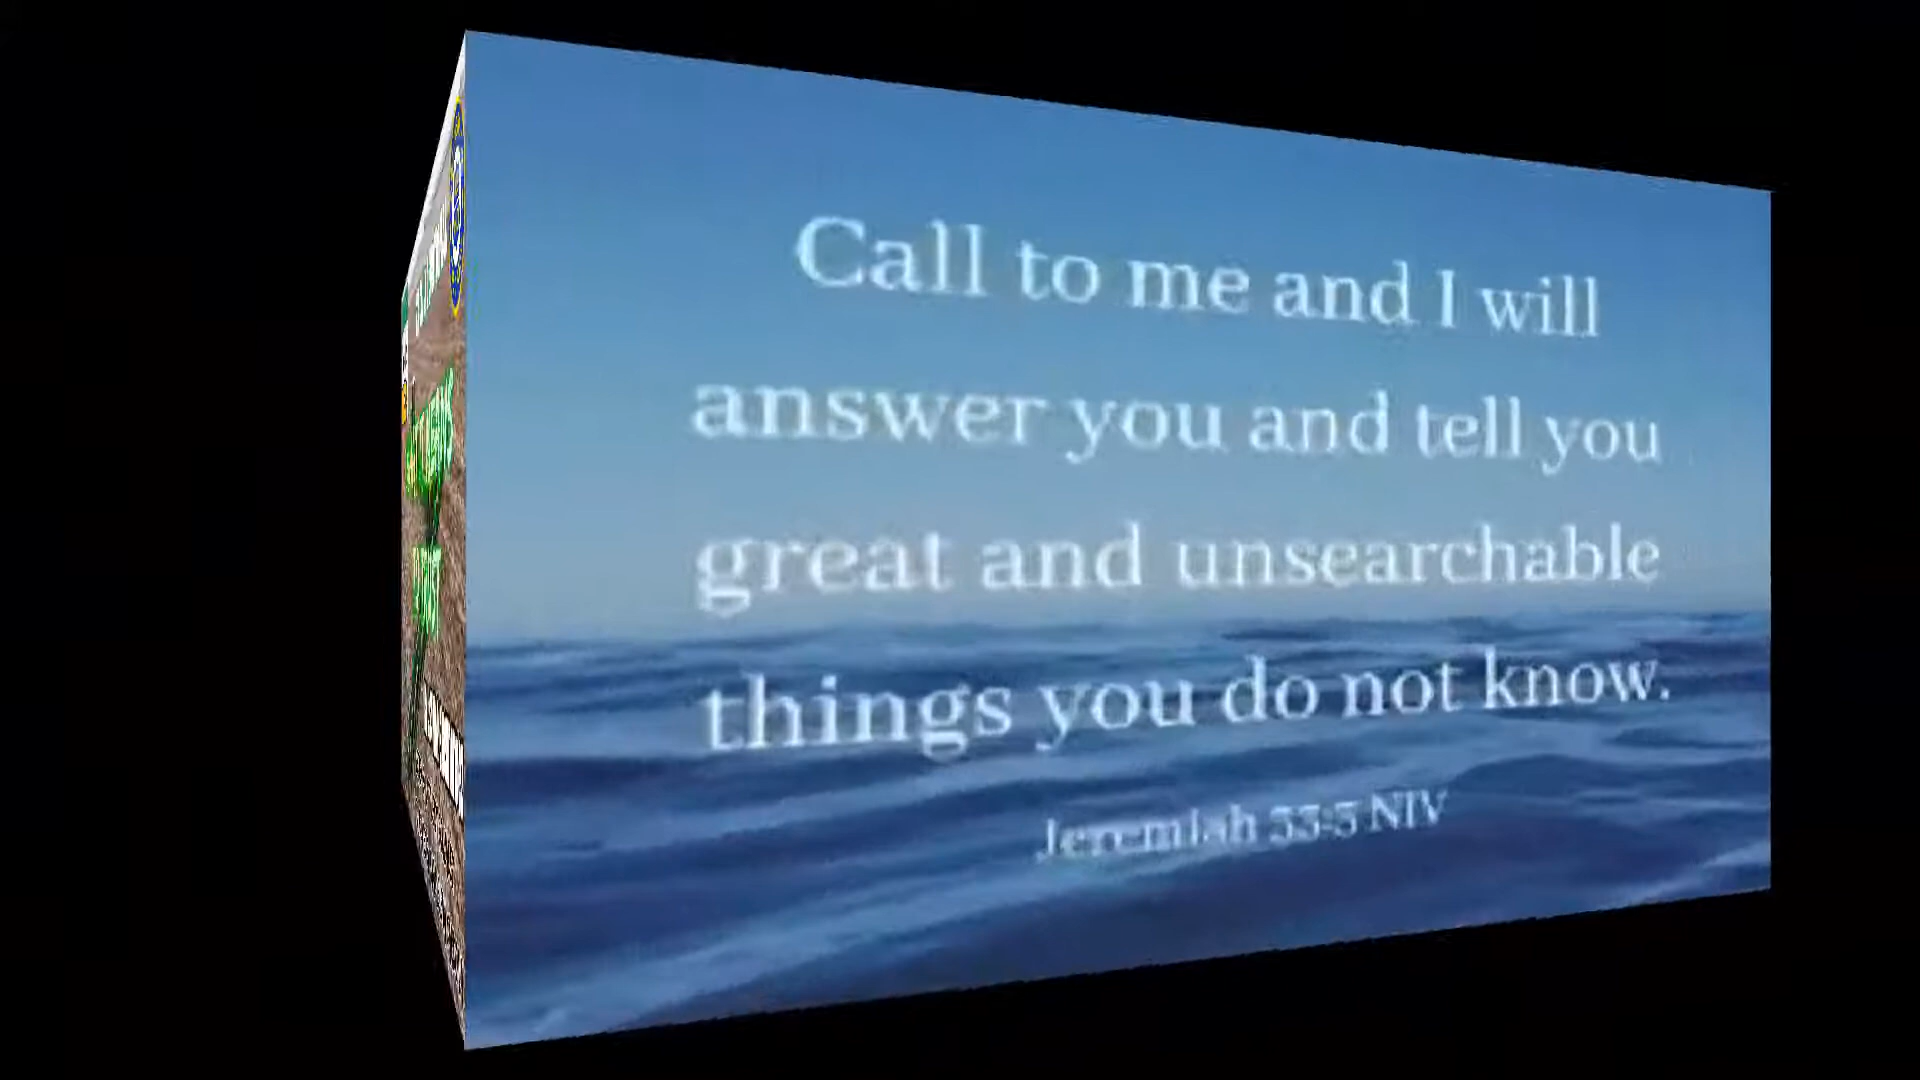 Call to me and I will
answer you and tell you
great and unsearchable
things you do not know.
Jeremiah 33:3 NIV